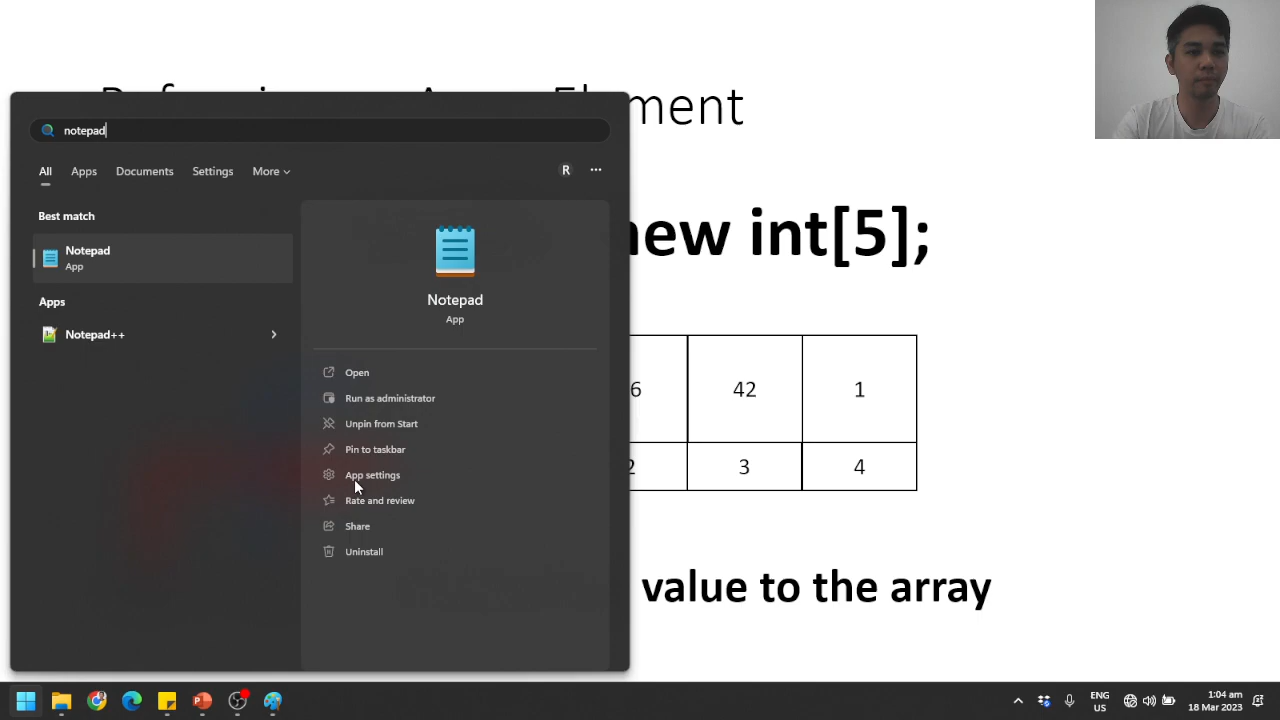 ment
notepad
All Apps Documents Settings More R ...
Best match
Notepad
App
Apps
Notepad++
Notepad
App
Open
Run as administrator
Unpin from Start
Pin to taskbar
App settings
Rate and review
Share
Uninstall
new int[5];
6 42 1
2 3 4
value to the array
ENG
US
1:04 am
18 Mar 2023